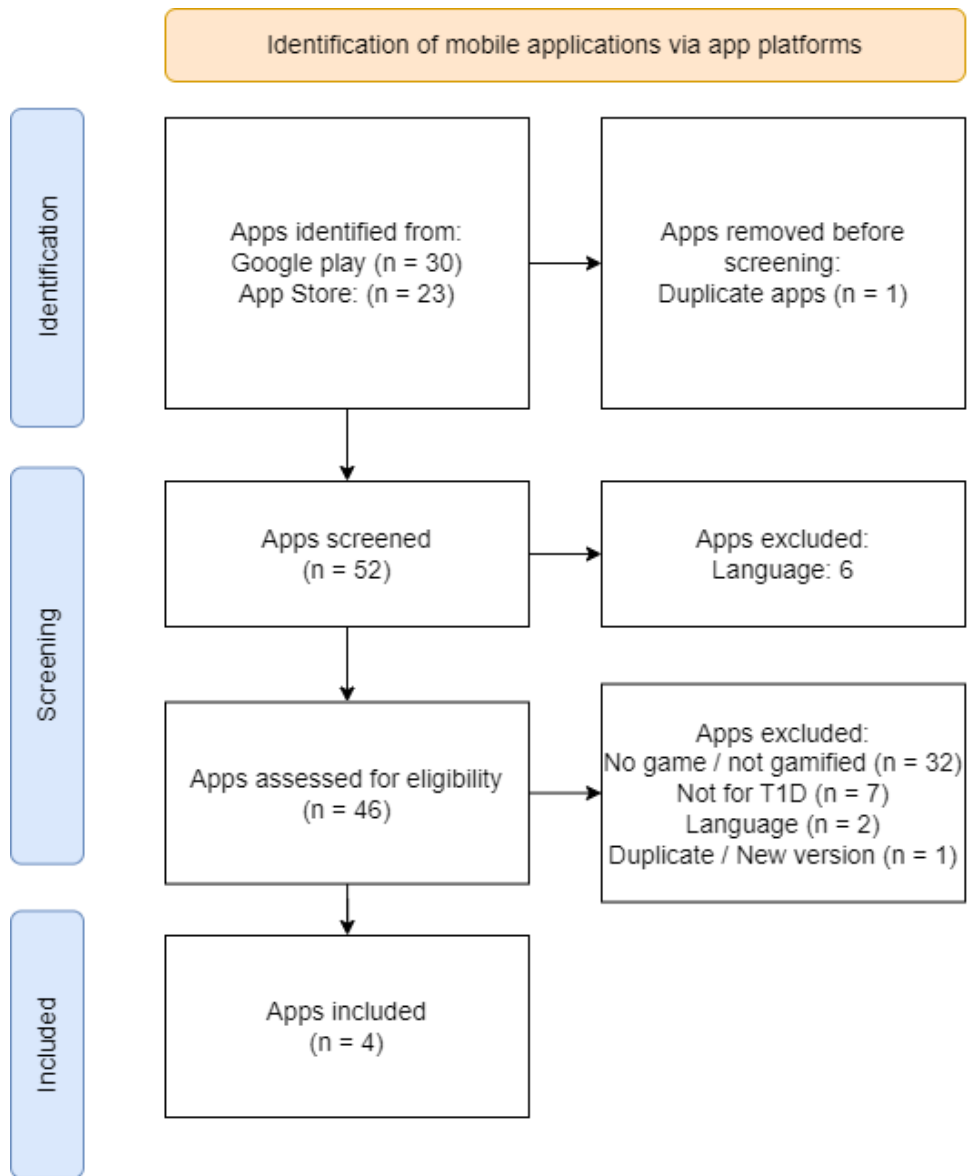 Identification of mobile applications via app platforms
Identification
Apps identified from:
Google play (n = 30)
App Store: (n = 23)
Apps removed before
screening:
Duplicate apps (n = 1)
Screening
Apps screened
(n = 52)
Apps excluded:
Language: 6
Apps assessed for eligibility
(n = 46)
Apps excluded:
No game / not gamified (n = 32)
Not for T1D (n = 7)
Language (n = 2)
Duplicate / New version (n = 1)
Included
Apps included
(n = 4)